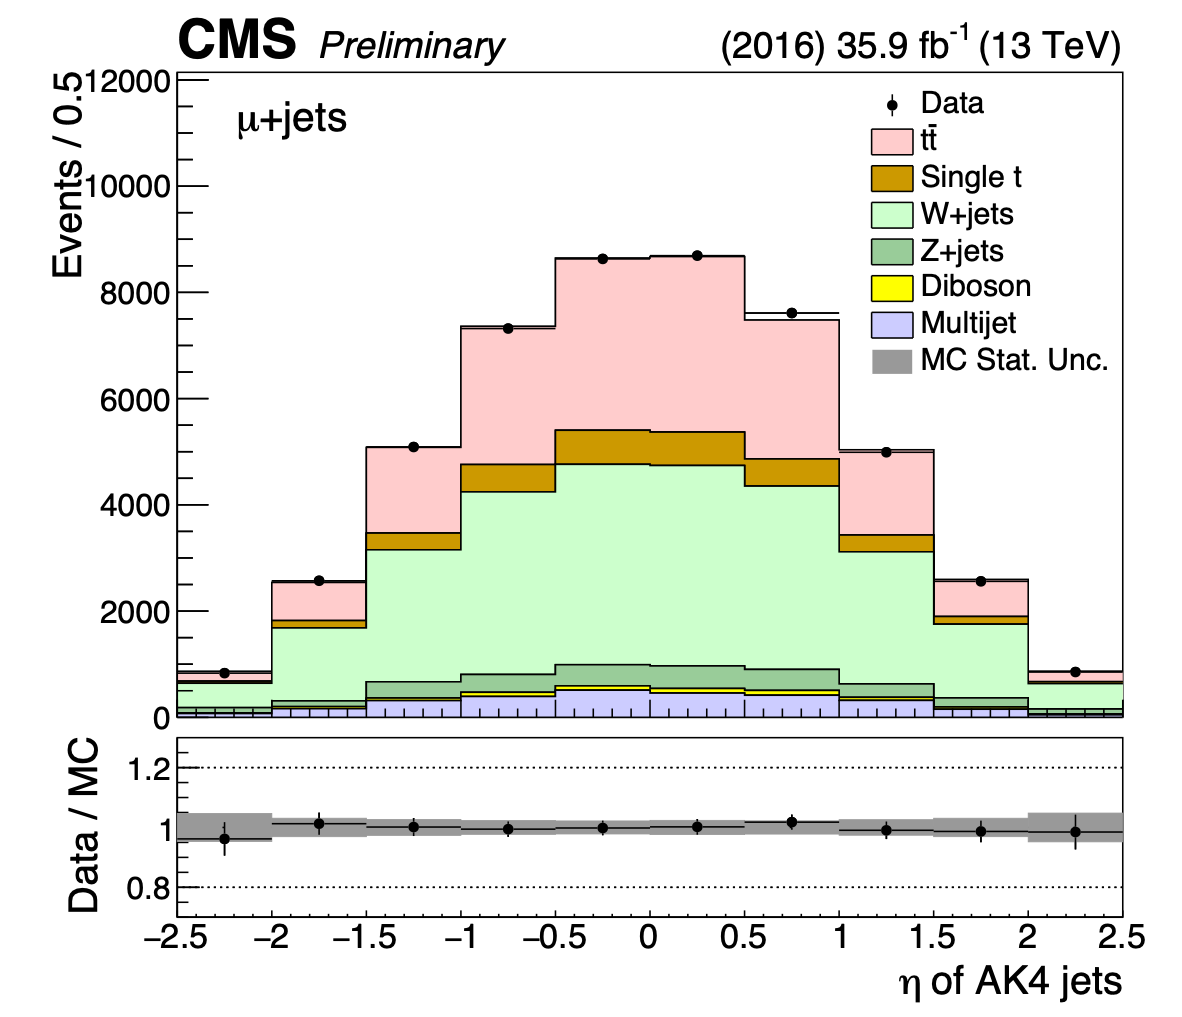 CMS Preliminary (2016) 35.9 fb⁻¹ (13 TeV)
Events / 0.5
12000
10000
8000
6000
4000
2000
0
μ+jets
Data
tt̄
Single t
W+jets
Z+jets
Diboson
Multijet
MC Stat. Unc.
Data / MC
1.2
1
0.8
−2.5 −2 −1.5 −1 −0.5 0 0.5 1 1.5 2 2.5
η of AK4 jets